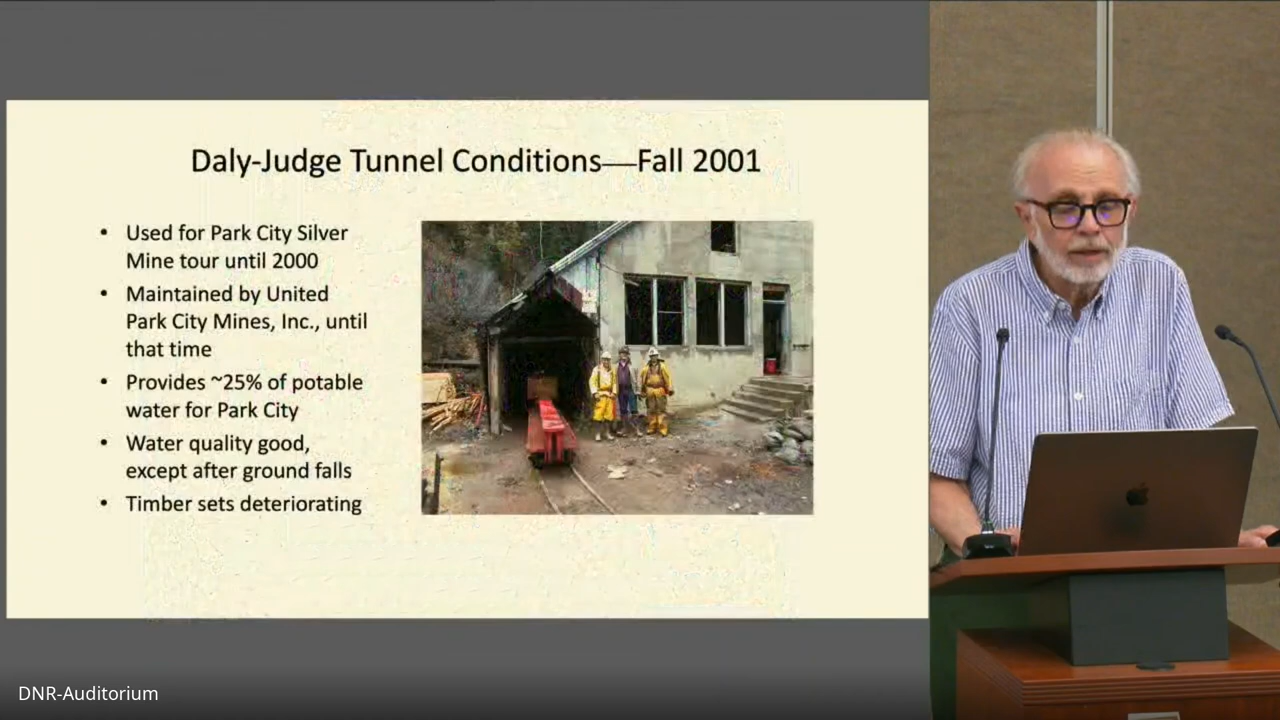 Daly-Judge Tunnel Conditions—Fall 2001
• Used for Park City Silver
Mine tour until 2000
• Maintained by United
Park City Mines, Inc., until
that time
• Provides ~25% of potable
water for Park City
• Water quality good,
except after ground falls
• Timber sets deteriorating
DNR-Auditorium